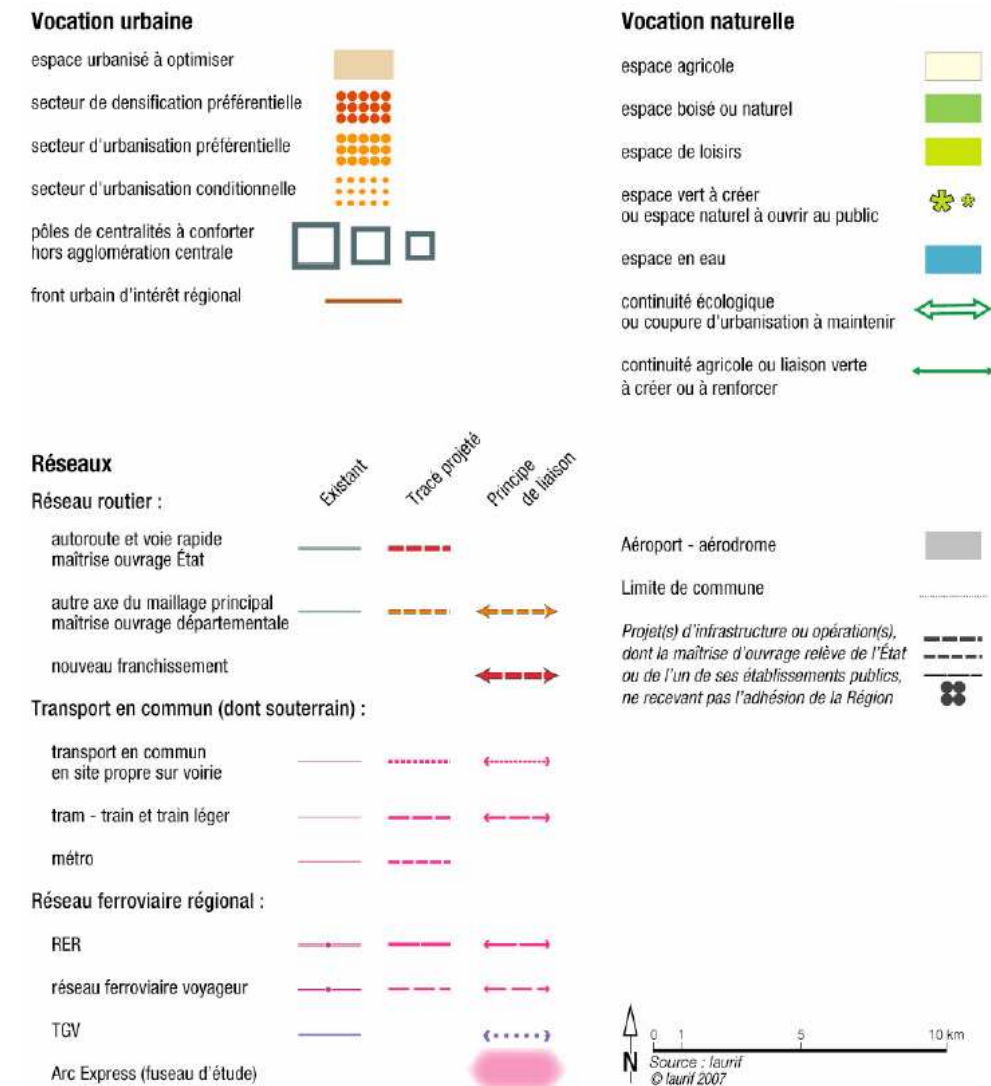 Vocation urbaine
espace urbanisé à optimiser
secteur de densification préférentielle
secteur d'urbanisation préférentielle
secteur d'urbanisation conditionnelle
pôles de centralités à conforter
hors agglomération centrale
front urbain d'intérêt régional
Vocation naturelle
espace agricole
espace boisé ou naturel
espace de loisirs
espace vert à créer
ou espace naturel à ouvrir au public
espace en eau
continuité écologique
ou coupure d'urbanisation à maintenir
continuité agricole ou liaison verte
à créer ou à renforcer
Réseaux
Existant
Tracé projeté
Principe
de liaison
Réseau routier :
autoroute et voie rapide
maîtrise ouvrage État
autre axe du maillage principal
maîtrise ouvrage départementale
nouveau franchissement
Transport en commun (dont souterrain) :
transport en commun
en site propre sur voirie
tram - train et train léger
métro
Réseau ferroviaire régional :
RER
réseau ferroviaire voyageur
TGV
Arc Express (fuseau d'étude)
Aéroport - aérodrome
Limite de commune
Projet(s) d'infrastructure ou opération(s),
dont la maîtrise d'ouvrage relève de l'État
ou de l'un de ses établissements publics,
ne recevant pas l'adhésion de la Région
0 1 5 10 km
N
Source : Iaurif
© Iaurif 2007